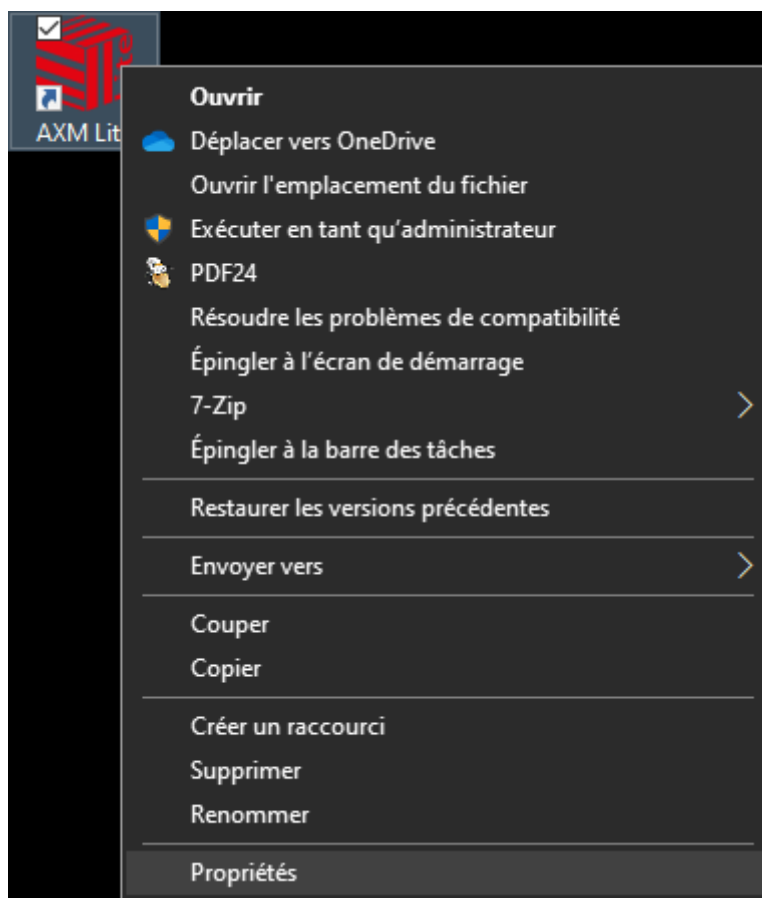 AXM Lit
Ouvrir
Déplacer vers OneDrive
Ouvrir l'emplacement du fichier
Exécuter en tant qu’administrateur
PDF24
Résoudre les problèmes de compatibilité
Épingler à l’écran de démarrage
7-Zip
Épingler à la barre des tâches
Restaurer les versions précédentes
Envoyer vers
Couper
Copier
Créer un raccourci
Supprimer
Renommer
Propriétés